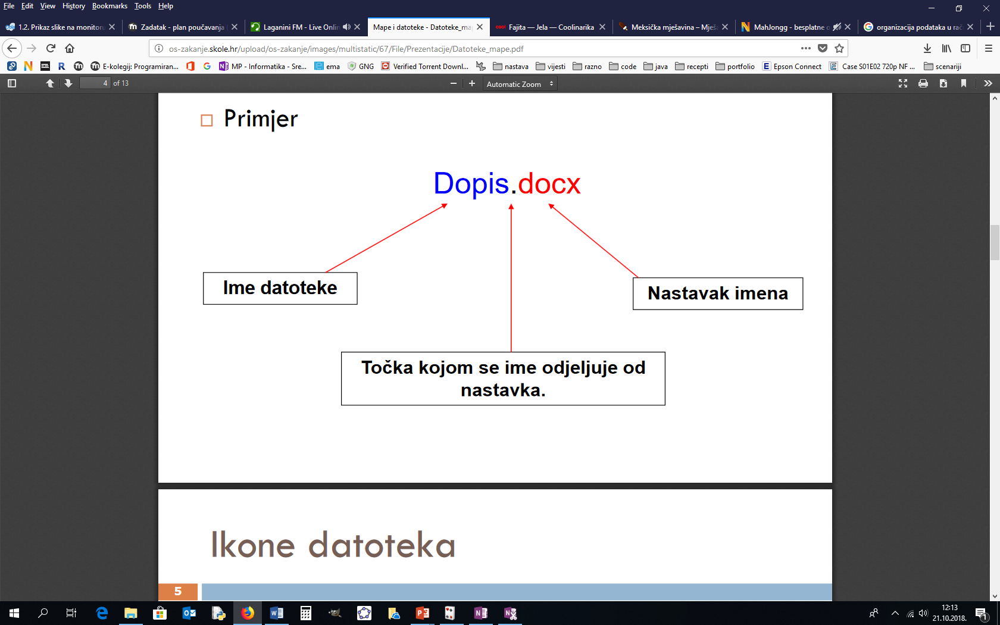 File Edit View History Bookmarks Tools Help
1.2. Prikaz slike na monitoru
Zadatak - plan poučavanja
Laganini FM - Live Onlin
Mape i datoteke - Datoteke_ma
cool Fajita — Jela — Coolinarika
Meksička mješavina – Mješ
MahJongg - besplatne o
organizacija podataka u rač
os-zakanje.skole.hr/upload/os-zakanje/images/multistatic/67/File/Prezentacije/Datoteke_mape.pdf
E-kolegij: Programiran...
MP - Informatika - Sre...
ema
GNG
Verified Torrent Downl...
nastava
vijesti
razno
code
java
recepti
portfolio
Epson Connect
Case S01E02 720p NF ...
scenariji
4 of 13
Automatic Zoom
Primjer
Dopis.docx
Ime datoteke
Nastavak imena
Točka kojom se ime odjeljuje od
nastavka.
Ikone datoteka
5
12:13
21.10.2018.
1